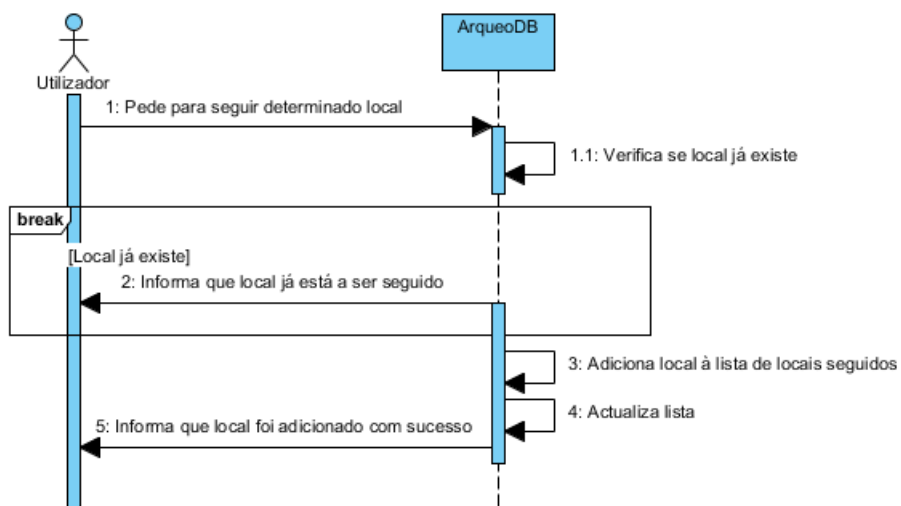 ArqueoDB
Utilizador
1: Pede para seguir determinado local
1.1: Verifica se local já existe
break
[Local já existe]
2: Informa que local já está a ser seguido
3: Adiciona local à lista de locais seguidos
4: Actualiza lista
5: Informa que local foi adicionado com sucesso